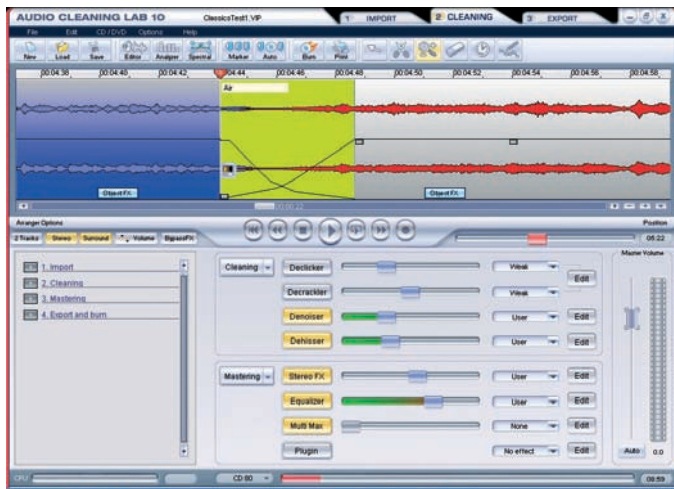 AUDIO CLEANING LAB 10 ClassicsTest1.VIP 1 IMPORT 2 CLEANING 3 EXPORT
File Edit CD/DVD Options Help
New Load Save Editor Analyzer Spectral Marker Auto Burn Print
00:04:38 00:04:40 00:04:42 00:04:44 00:04:46 00:04:48 00:04:50 00:04:52 00:04:54 00:04:56 00:04:58
Air
Object FX Object FX
Arranger Options Position
2 Tracks Stereo Surround Volume BypassFX 06:22
Master Volume
1. Import
2. Cleaning
3. Mastering
4. Export and burn
Cleaning Declicker Weak Edit
Decrackler Weak
Denoiser User Edit
Dehisser User Edit
Mastering Stereo FX User Edit
Equalizer User Edit
Multi Max None Edit
Plugin No effect Edit
Auto 0.0
CPU: CD:80 08:59